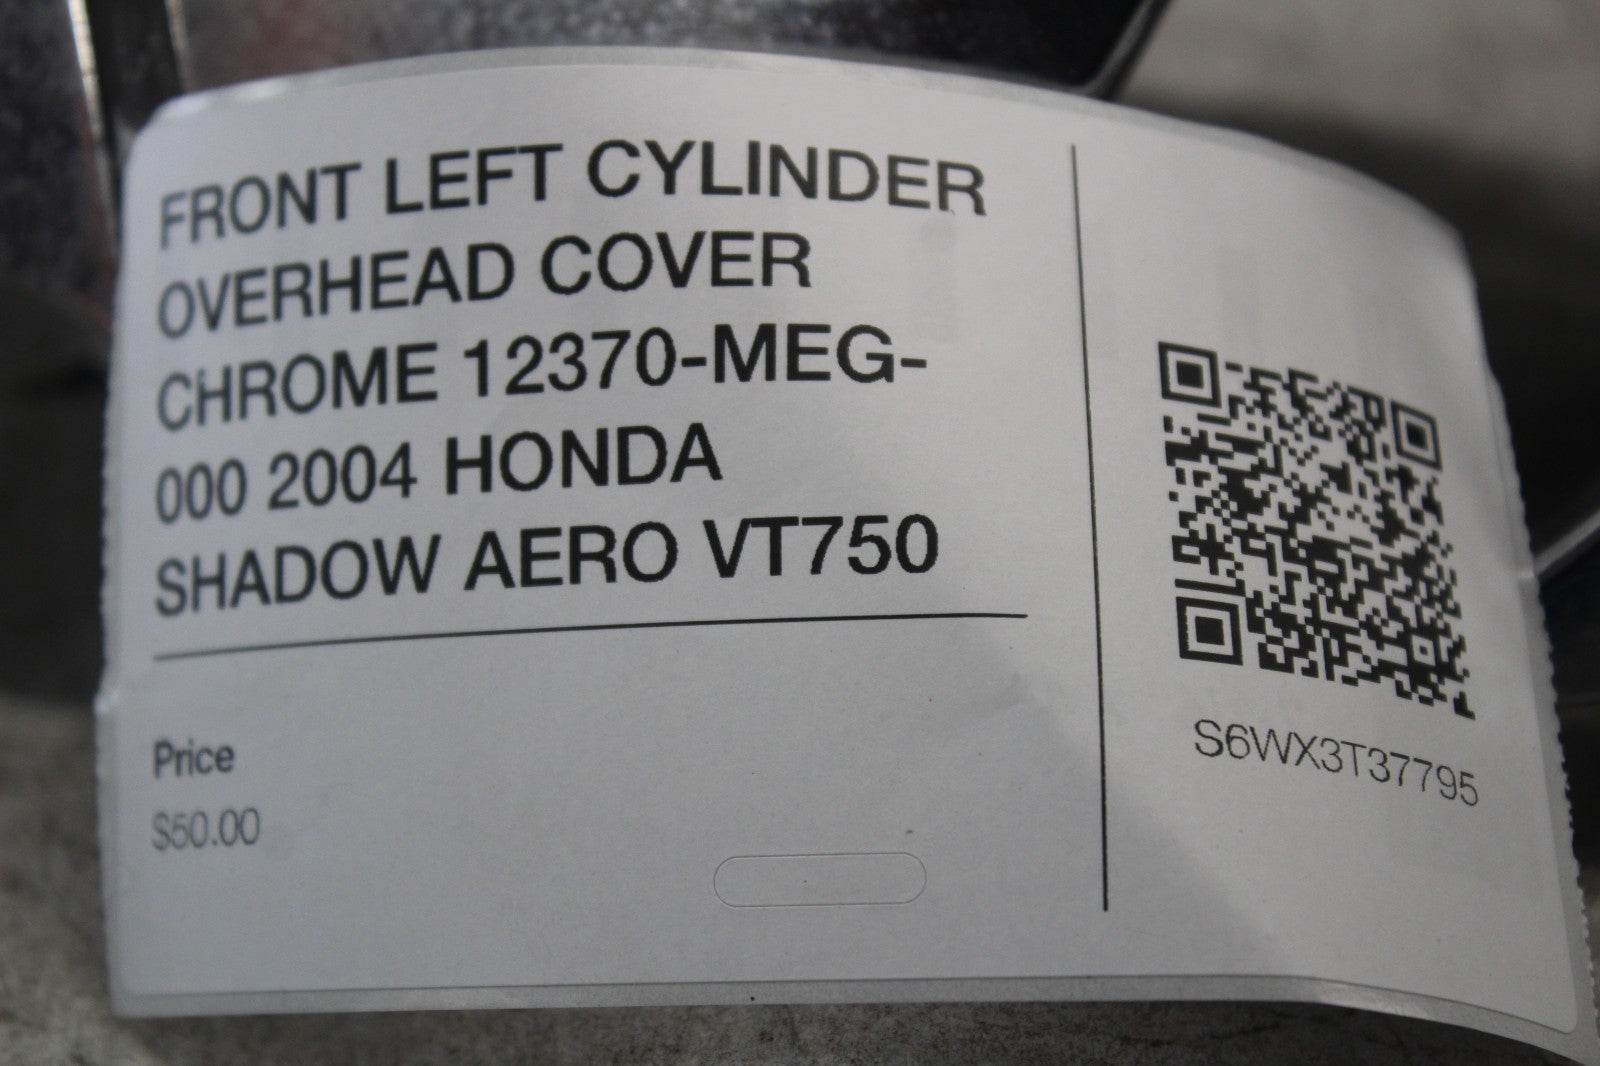 FRONT LEFT CYLINDER
OVERHEAD COVER
CHROME 12370-MEG-
000 2004 HONDA
SHADOW AERO VT750
Price
$50.00
S6WX3T37795